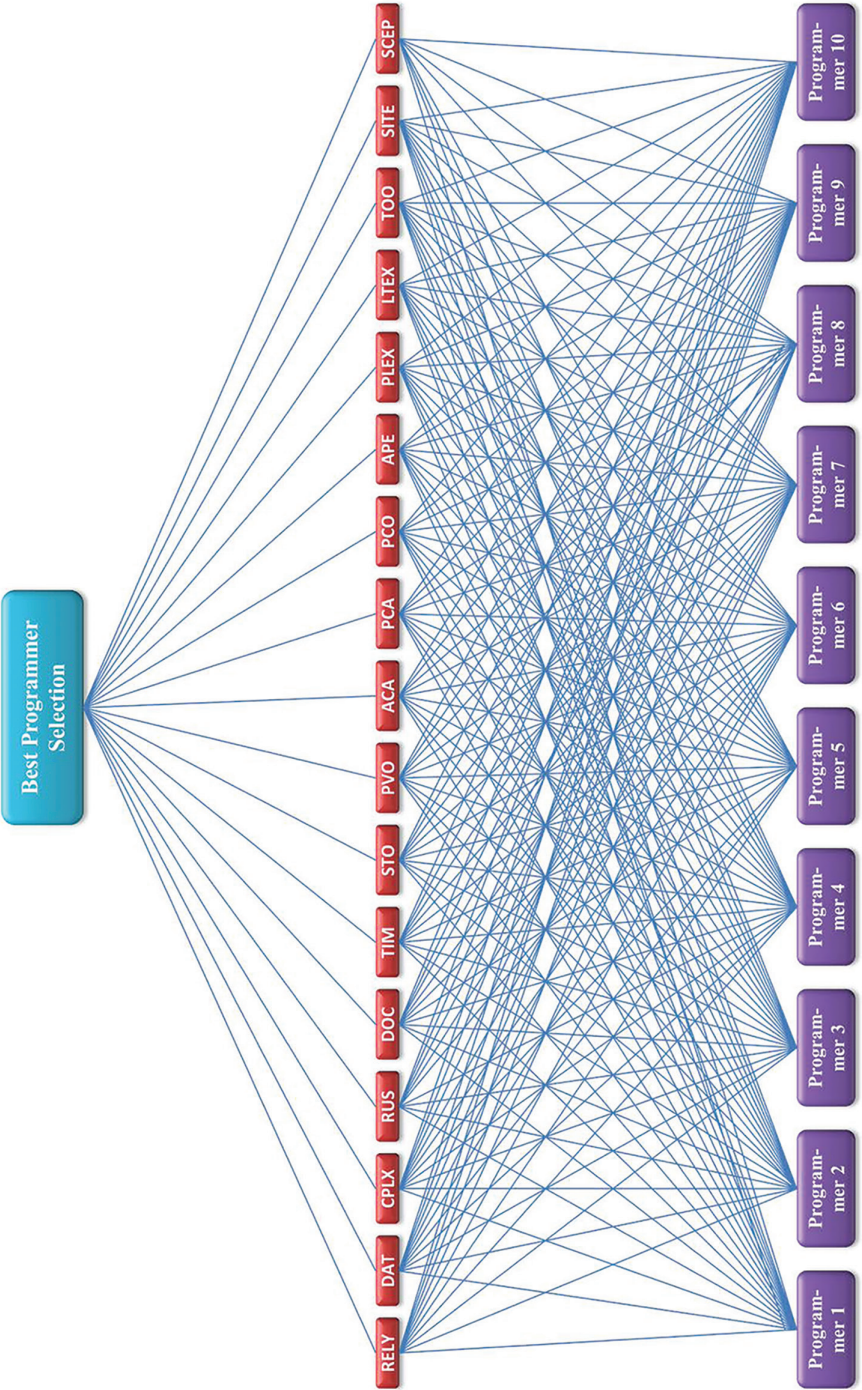 Best Programmer
Selection
RELY
DAT
CPLX
RUS
DOC
TIM
STO
PVO
ACA
PCA
PCO
APE
PLEX
LTEX
TOO
SITE
SCEP
Program-
mer 1
Program-
mer 2
Program-
mer 3
Program-
mer 4
Program-
mer 5
Program-
mer 6
Program-
mer 7
Program-
mer 8
Program-
mer 9
Program-
mer 10